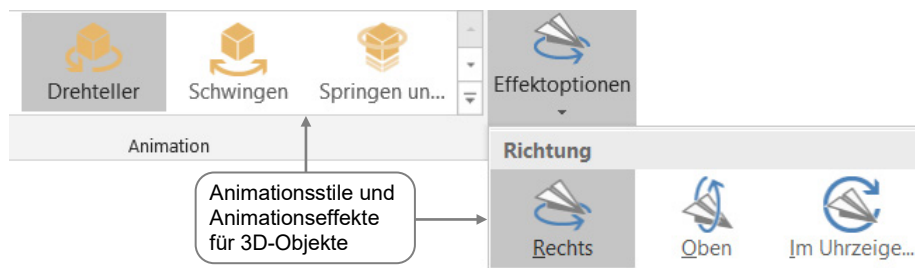 Drehteller
Schwingen
Springen un...
Effektoptionen
Animation
Richtung
Animationsstile und
Animationseffekte
für 3D-Objekte
Rechts
Oben
Im Uhrzeige...